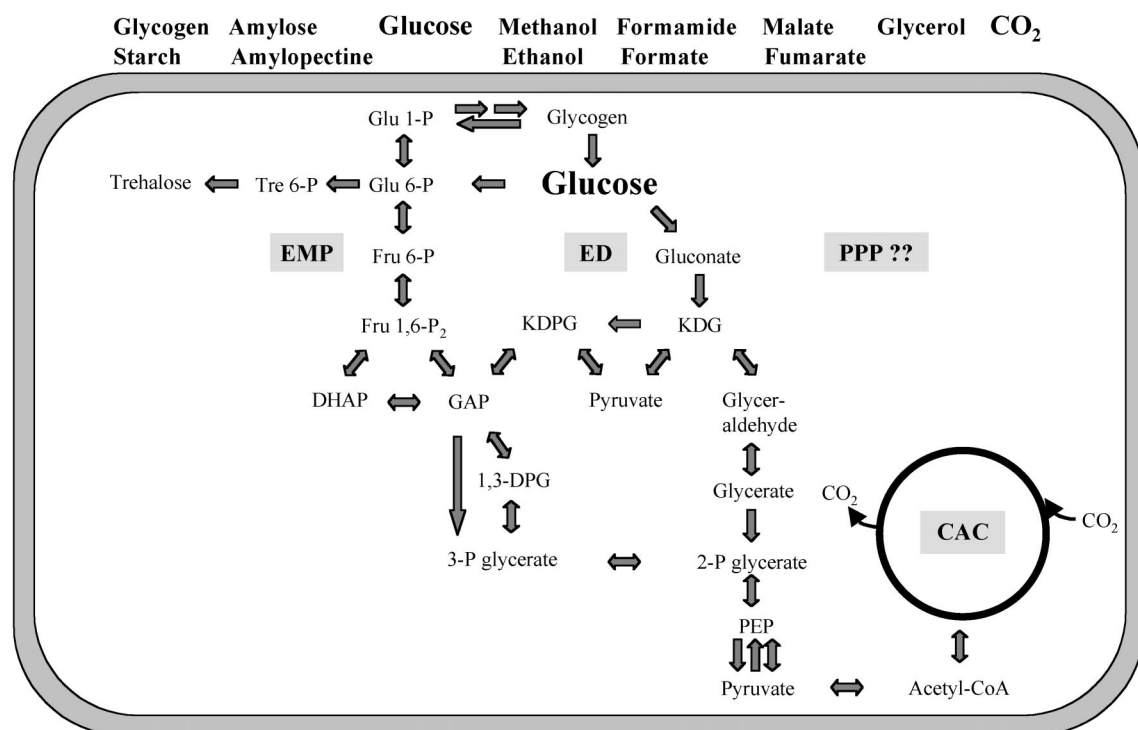 Glycogen Amylose Glucose Methanol Formamide Malate Glycerol CO₂
Starch Amylopectine Ethanol Formate Fumarate
Glu 1-P Glycogen
Trehalose Tre 6-P Glu 6-P Glucose
EMP Fru 6-P ED Gluconate PPP ??
Fru 1,6-P₂ KDPG KDG
DHAP GAP Pyruvate Glycer-
aldehyde
1,3-DPG Glycerate CO₂
CAC CO₂
3-P glycerate 2-P glycerate
PEP
Pyruvate Acetyl-CoA